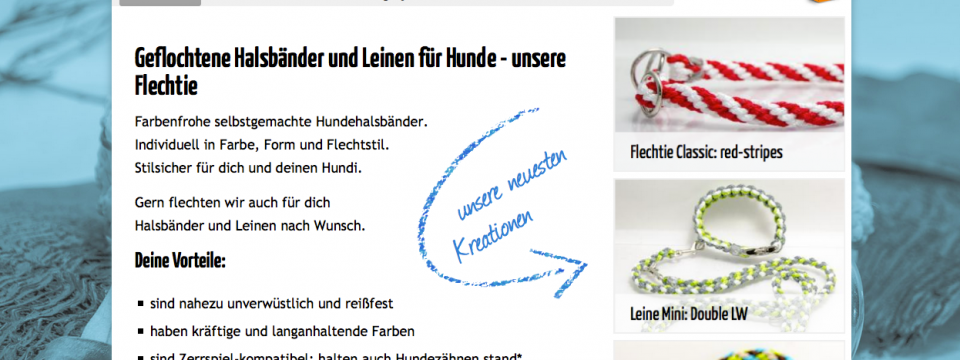 Geflochtene Halsbänder und Leinen für Hunde - unsere
Flechtie
Farbenfrohe selbstgemachte Hundehalsbänder.
Individuell in Farbe, Form und Flechtstil.
Stilsicher für dich und deinen Hundi.
Gern flechten wir auch für dich
Halsbänder und Leinen nach Wunsch.
Deine Vorteile:
sind nahezu unverwüstlich und reißfest
haben kräftige und langanhaltende Farben
sind Zerrspiel-kompatibel: halten auch Hundezähnen stand*
unsere neuesten
Kreationen
Flechtie Classic: red-stripes
Leine Mini: Double LW